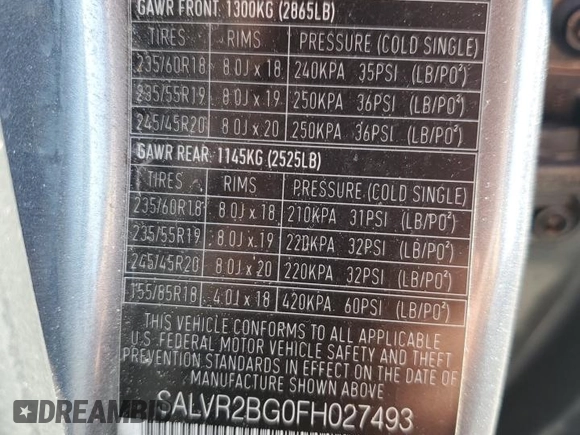 GAWR FRONT 1300KG (2865LB)
TIRES RIMS PRESSURE (COLD SINGLE)
235/60R18 8.0J x 18 240KPA 35PSI (LB/PO²)
235/55R19 8.0J x 19 250KPA 36PSI (LB/PO²)
245/45R20 8.0J x 20 250KPA 36PSI (LB/PO²)
GAWR REAR 1145KG (2525LB)
TIRES RIMS PRESSURE (COLD SINGLE)
235/60R18 8.0J x 18 210KPA 31PSI (LB/PO²)
235/55R19 8.0J x 19 220KPA 32PSI (LB/PO²)
245/45R20 8.0J x 20 220KPA 32PSI (LB/PO²)
155/85R18 4.0J x 18 420KPA 60PSI (LB/PO²)
THIS VEHICLE CONFORMS TO ALL APPLICABLE
U.S. FEDERAL MOTOR VEHICLE SAFETY AND THEFT
PREVENTION STANDARDS IN EFFECT ON THE DATE OF
MANUFACTURE SHOWN ABOVE
SALVR2BG0FH027493
DREAMBID